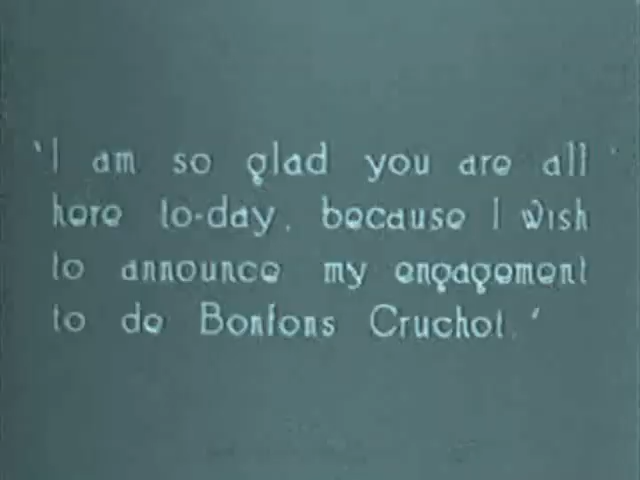 'I am so glad you are all
here to-day, because I wish
to announce my engagement
to de Bonfons Cruchot.'